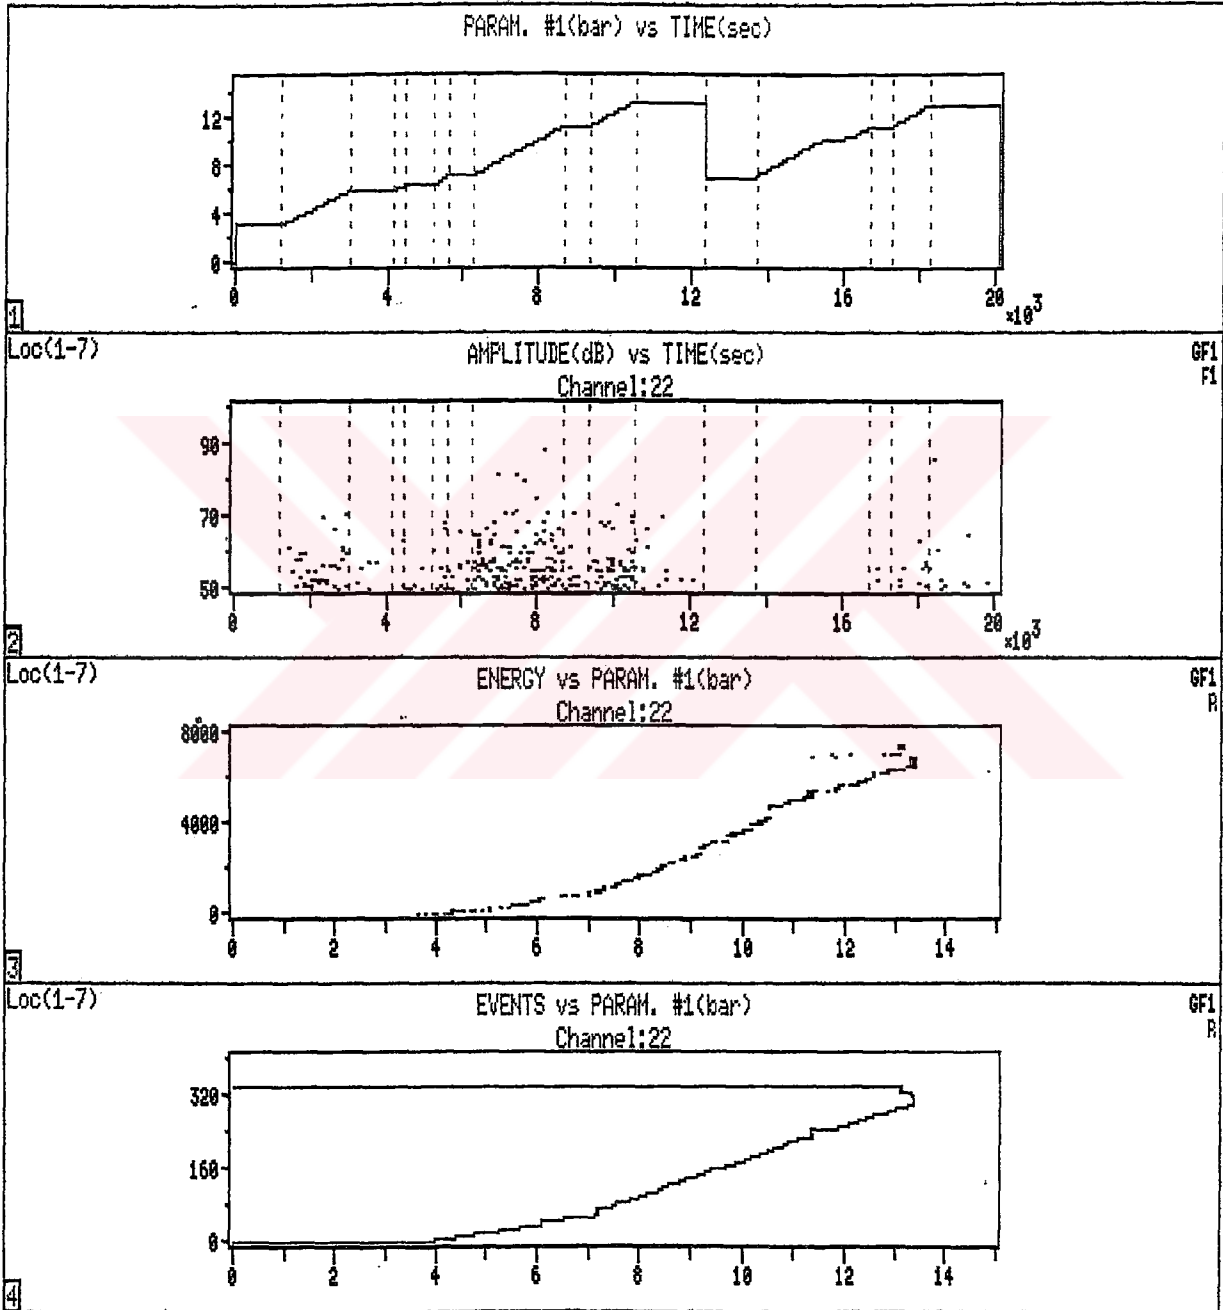 PARAM. #1(bar) vs TIME(sec)
12
8
4
0
0 4 8 12 16 20
×10³
1
Loc(1-7)
AMPLITUDE(dB) vs TIME(sec)
GF1
F1
Channel:22
90
70
50
0 4 8 12 16 20
×10³
2
Loc(1-7)
ENERGY vs PARAM. #1(bar)
GF1
R
Channel:22
8000
4000
0
0 2 4 6 8 10 12 14
3
Loc(1-7)
EVENTS vs PARAM. #1(bar)
GF1
R
Channel:22
320
160
0
0 2 4 6 8 10 12 14
4